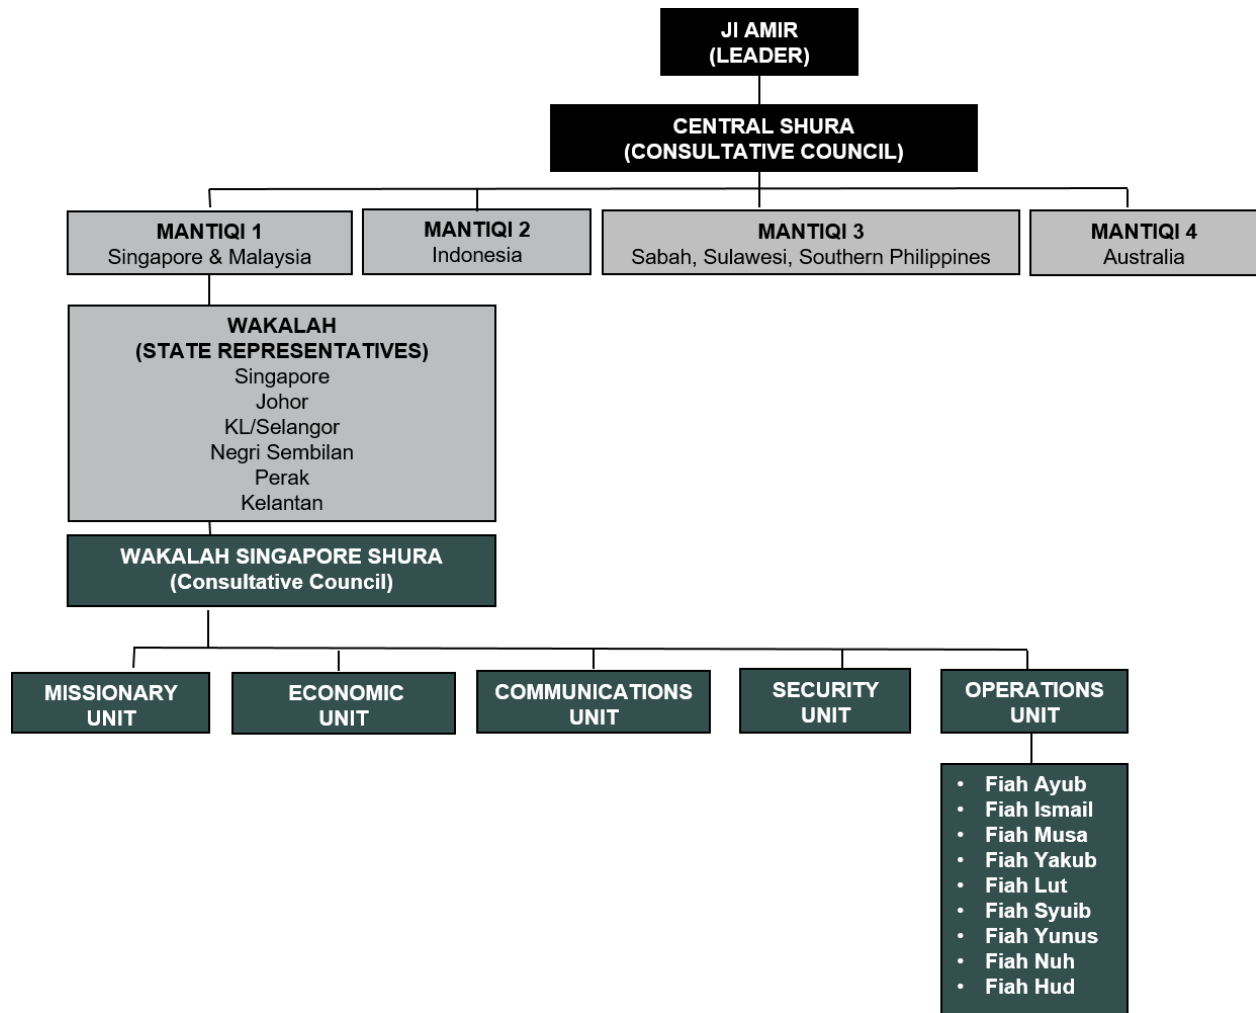 JI AMIR
(LEADER)
CENTRAL SHURA
(CONSULTATIVE COUNCIL)
MANTIQI 1
Singapore & Malaysia
MANTIQI 2
Indonesia
MANTIQI 3
Sabah, Sulawesi, Southern Philippines
MANTIQI 4
Australia
WAKALAH
(STATE REPRESENTATIVES)
Singapore
Johor
KL/Selangor
Negri Sembilan
Perak
Kelantan
WAKALAH SINGAPORE SHURA
(Consultative Council)
MISSIONARY
UNIT
ECONOMIC
UNIT
COMMUNICATIONS
UNIT
SECURITY
UNIT
OPERATIONS
UNIT
• Fiah Ayub
• Fiah Ismail
• Fiah Musa
• Fiah Yakub
• Fiah Lut
• Fiah Syuib
• Fiah Yunus
• Fiah Nuh
• Fiah Hud